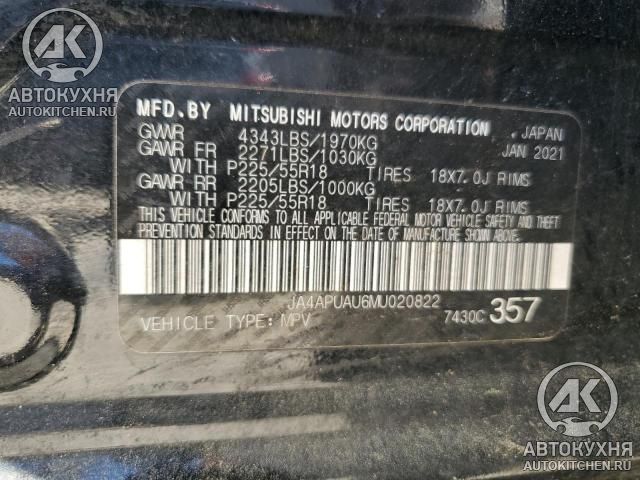 AK
АВТОКУХНЯ
AUTOKITCHEN.RU
MFD.BY MITSUBISHI MOTORS CORPORATION , JAPAN
GVWR 4343LBS/1970KG JAN 2021
GAWR FR 2271LBS/1030KG
WITH P225/55R18 TIRES 18X7.0J RIMS
GAWR RR 2205LBS/1000KG
WITH P225/55R18 TIRES 18X7.0J RIMS
THIS VEHICLE CONFORMS TO ALL APPLICABLE FEDERAL MOTOR VEHICLE SAFETY AND THEFT
PREVENTION STANDARDS IN EFFECT ON THE DATE OF MANUFACTURE SHOWN ABOVE.
JA4APUAU6MU020822
VEHICLE TYPE: MPV 7430C 357
AK
АВТОКУХНЯ
AUTOKITCHEN.RU